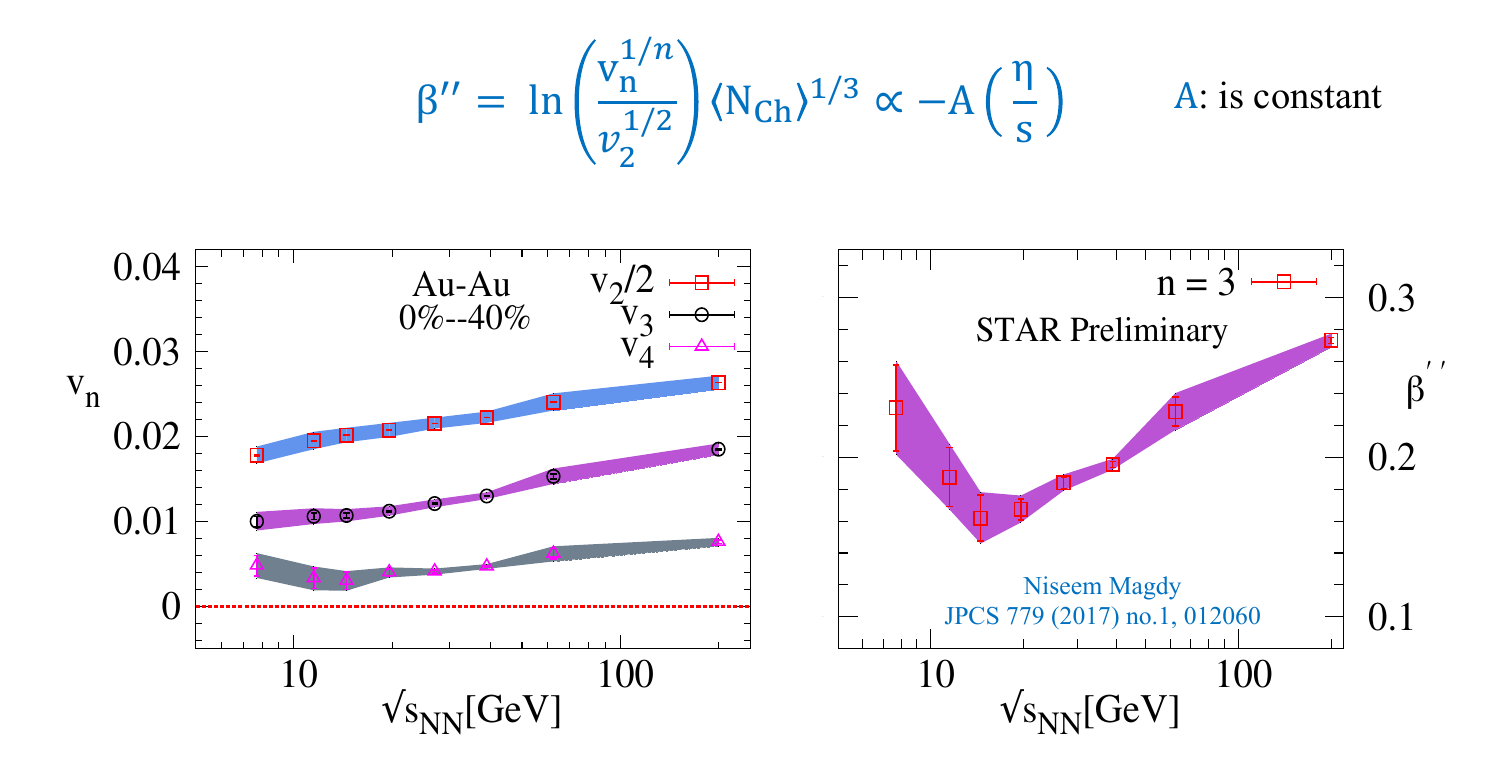 β′′ = ln(v_n^{1/n} / v_2^{1/2}) ⟨N_Ch⟩^{1/3} ∝ −A (η/s)
A: is constant
0.04
0.03
0.02
0.01
0
v_n
Au-Au
0%--40%
v_2/2
v_3
v_4
10
100
√s_NN[GeV]
n = 3
STAR Preliminary
Niseem Magdy
JPCS 779 (2017) no.1, 012060
0.3
0.2
0.1
β′′
10
100
√s_NN[GeV]